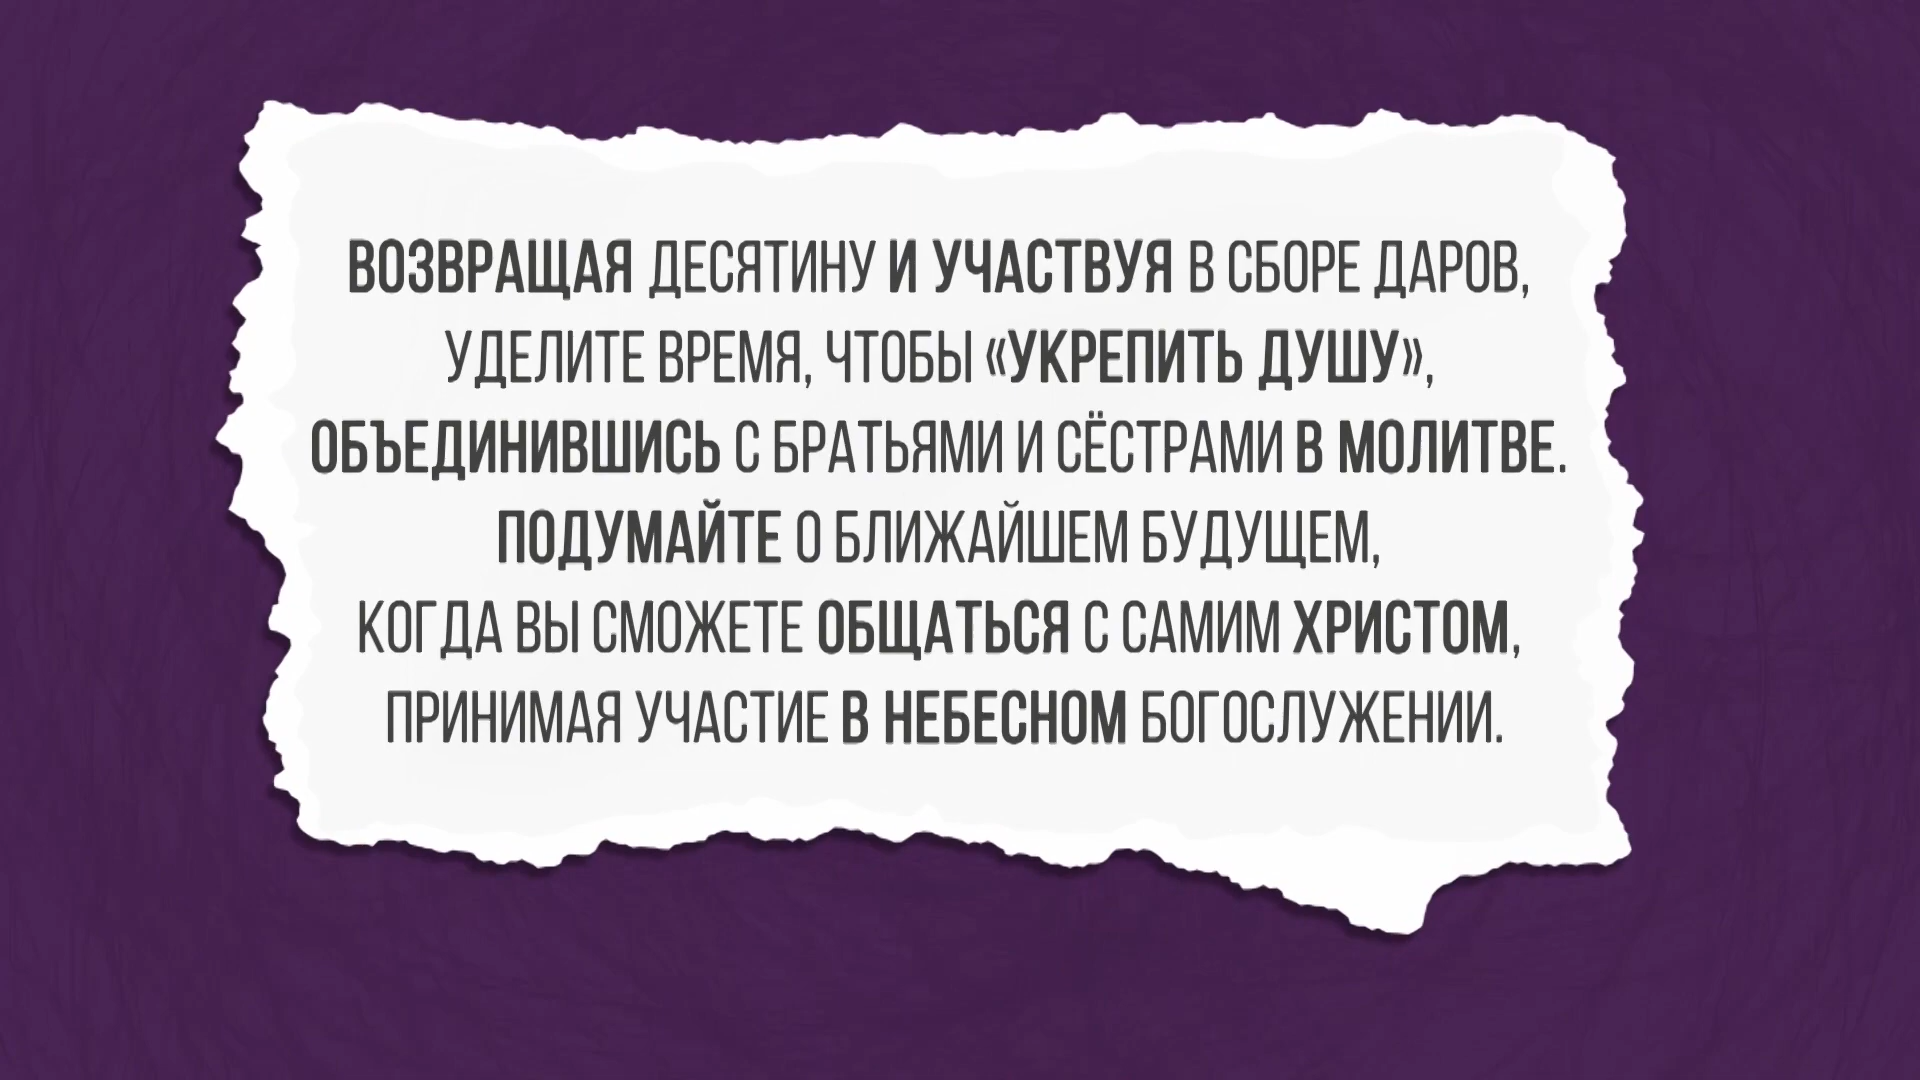 ВОЗВРАЩАЯ ДЕСЯТИНУ И УЧАСТВУЯ В СБОРЕ ДАРОВ,
УДЕЛИТЕ ВРЕМЯ, ЧТОБЫ «УКРЕПИТЬ ДУШУ»,
ОБЪЕДИНИВШИСЬ С БРАТЬЯМИ И СЁСТРАМИ В МОЛИТВЕ.
ПОДУМАЙТЕ О БЛИЖАЙШЕМ БУДУЩЕМ,
КОГДА ВЫ СМОЖЕТЕ ОБЩАТЬСЯ С САМИМ ХРИСТОМ,
ПРИНИМАЯ УЧАСТИЕ В НЕБЕСНОМ БОГОСЛУЖЕНИИ.